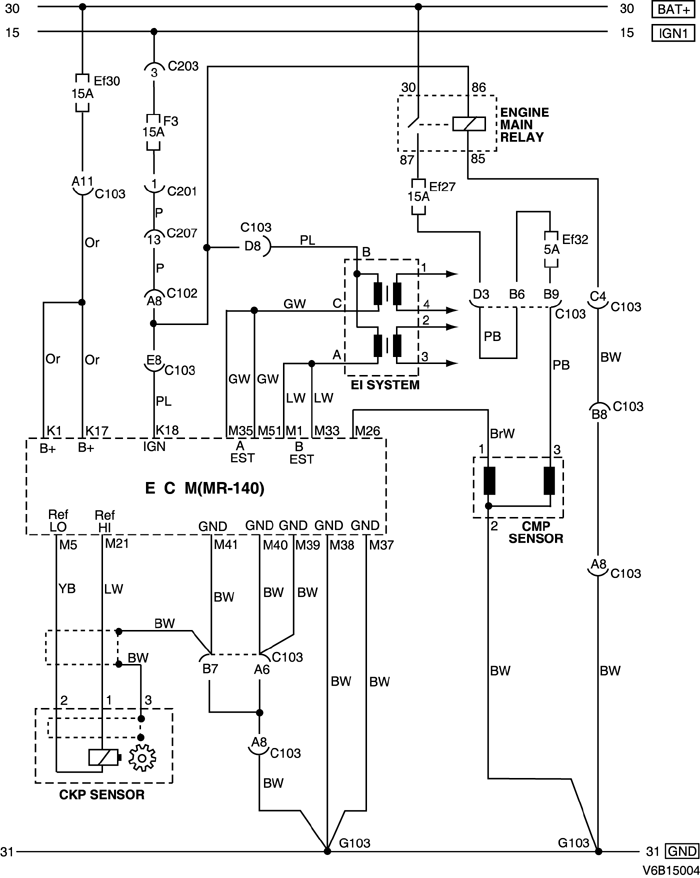 30 30 BAT+
15 15 IGN1
3 C203
Ef30
15A
30 86
ENGINE
MAIN
RELAY
F3
15A
87 85
A11 C103
1 C201
Ef27
15A
P
13 C207
C103
D8 PL
Or
B
Ef32
5A
P
1
A8 C102
D3 B6 B9
C103
C4 C103
GW C 4
2
PB
E8 C103
A 3
BW
Or Or
GW GW LW LW
EI SYSTEM
PB
PL
B8 C103
K1 K17 K18 M35 M51 M1 M33 M26
BrW
B+ B+ IGN
A
EST
B
EST
1 3
E C M(MR-140)
Ref
LO
Ref
HI
GND GND GND GND
2
CMP
SENSOR
M5 M21 M41 M40 M39 M38 M37
A8 C103
YB LW BW BW BW
BW
BW
B7 A6 C103
BW BW
BW BW
2 1 3
A8 C103
BW
CKP SENSOR
G103 G103
31 31 GND
V6B15004